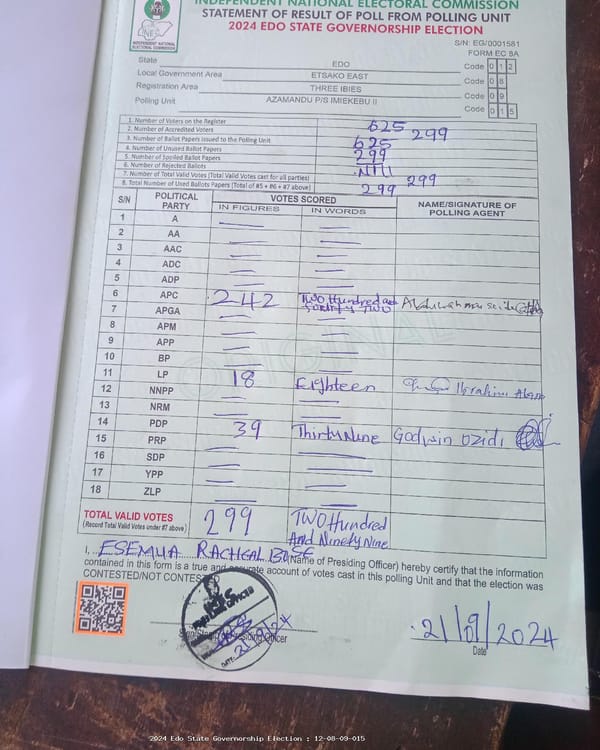 INDEPENDENT NATIONAL ELECTORAL COMMISSION
STATEMENT OF RESULT OF POLL FROM POLLING UNIT
2024 EDO STATE GOVERNORSHIP ELECTION
INDEPENDENT NATIONAL ELECTORAL COMMISSION
S/N: EG/0001581
FORM EC 8A
State EDO Code 0 1 2
Local Government Area ETSAKO EAST Code 0 8
Registration Area THREE IBIES Code 0 9
Polling Unit AZAMANDU P/S IMIEKEBU II Code 0 1 5
1. Number of Voters on the Register 625
2. Number of Accredited Voters 299
3. Number of Ballot Papers Issued to the Polling Unit 625
4. Number of Unused Ballot Papers 299
5. Number of Spoiled Ballot Papers
6. Number of Rejected Ballots
7. Number of Total Valid Votes (Total Valid Votes cast for all parties) 299
8. Total Number of Used Ballots Papers (Total of #5 + #6 + #7 above) 299
S/N POLITICAL PARTY VOTES SCORED NAME/SIGNATURE OF POLLING AGENT
IN FIGURES IN WORDS
1 A
2 AA
3 AAC
4 ADC
5 ADP
6 APC 242 Two Hundred and Fourty Two
7 APGA
8 APM
9 APP
10 BP
11 LP 18 Eighteen Ibrahim
12 NNPP
13 NRM
14 PDP 39 Thirty Nine Godwin Ozidi
15 PRP
16 SDP
17 YPP
18 ZLP
ORIGINAL
TOTAL VALID VOTES 299 TWO Hundred And Ninety Nine
(Record Total Valid Votes under #7 above)
I, ESEMUA RACHEAL BOSE (Name of Presiding Officer) hereby certify that the information
contained in this form is a true and accurate account of votes cast in this polling Unit and that the election was
CONTESTED/NOT CONTESTED
Presiding Officer
DATE:
21/09/2024
Date
2024 Edo State Governorship Election : 12-08-09-015